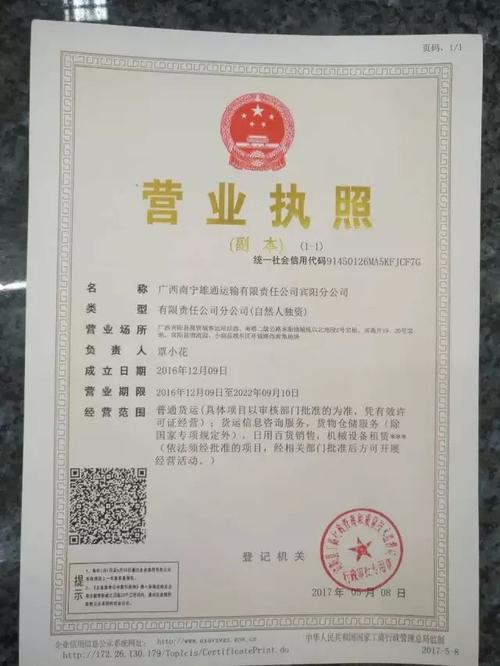 页码, 1/1
营业执照
(副 本) (1-1)
统一社会信用代码91450126MA5KFJCF7G
名 称 广西南宁雄通运输有限责任公司宾阳分公司
类 型 有限责任公司分公司(自然人独资)
营 业 场 所
负 责 人 覃小花
成 立 日 期 2016年12月09日
营 业 期 限 2016年12月09日至2022年09月10日
经 营 范 围 普通货运(具体项目以审核部门批准的为准,凭有效许
可证经营);货运信息咨询服务,货物仓储服务(除
国家专项规定外),日用百货销售,机械设备租赁***
(依法须经批准的项目,经相关部门批准后方可开展
经营活动。)
提示
登 记 机 关
2017年 05月 08日
企业信用信息公示系统网址:
中华人民共和国国家工商行政管理总局监制
http://172.26.130.179/TopIcis/CertificatePrint.do
2017-5-8